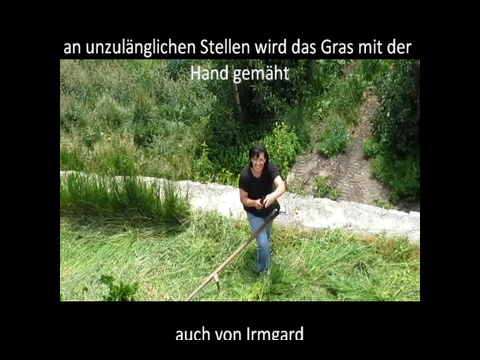 an unzulänglichen Stellen wird das Gras mit der
Hand gemäht
auch von Irmgard